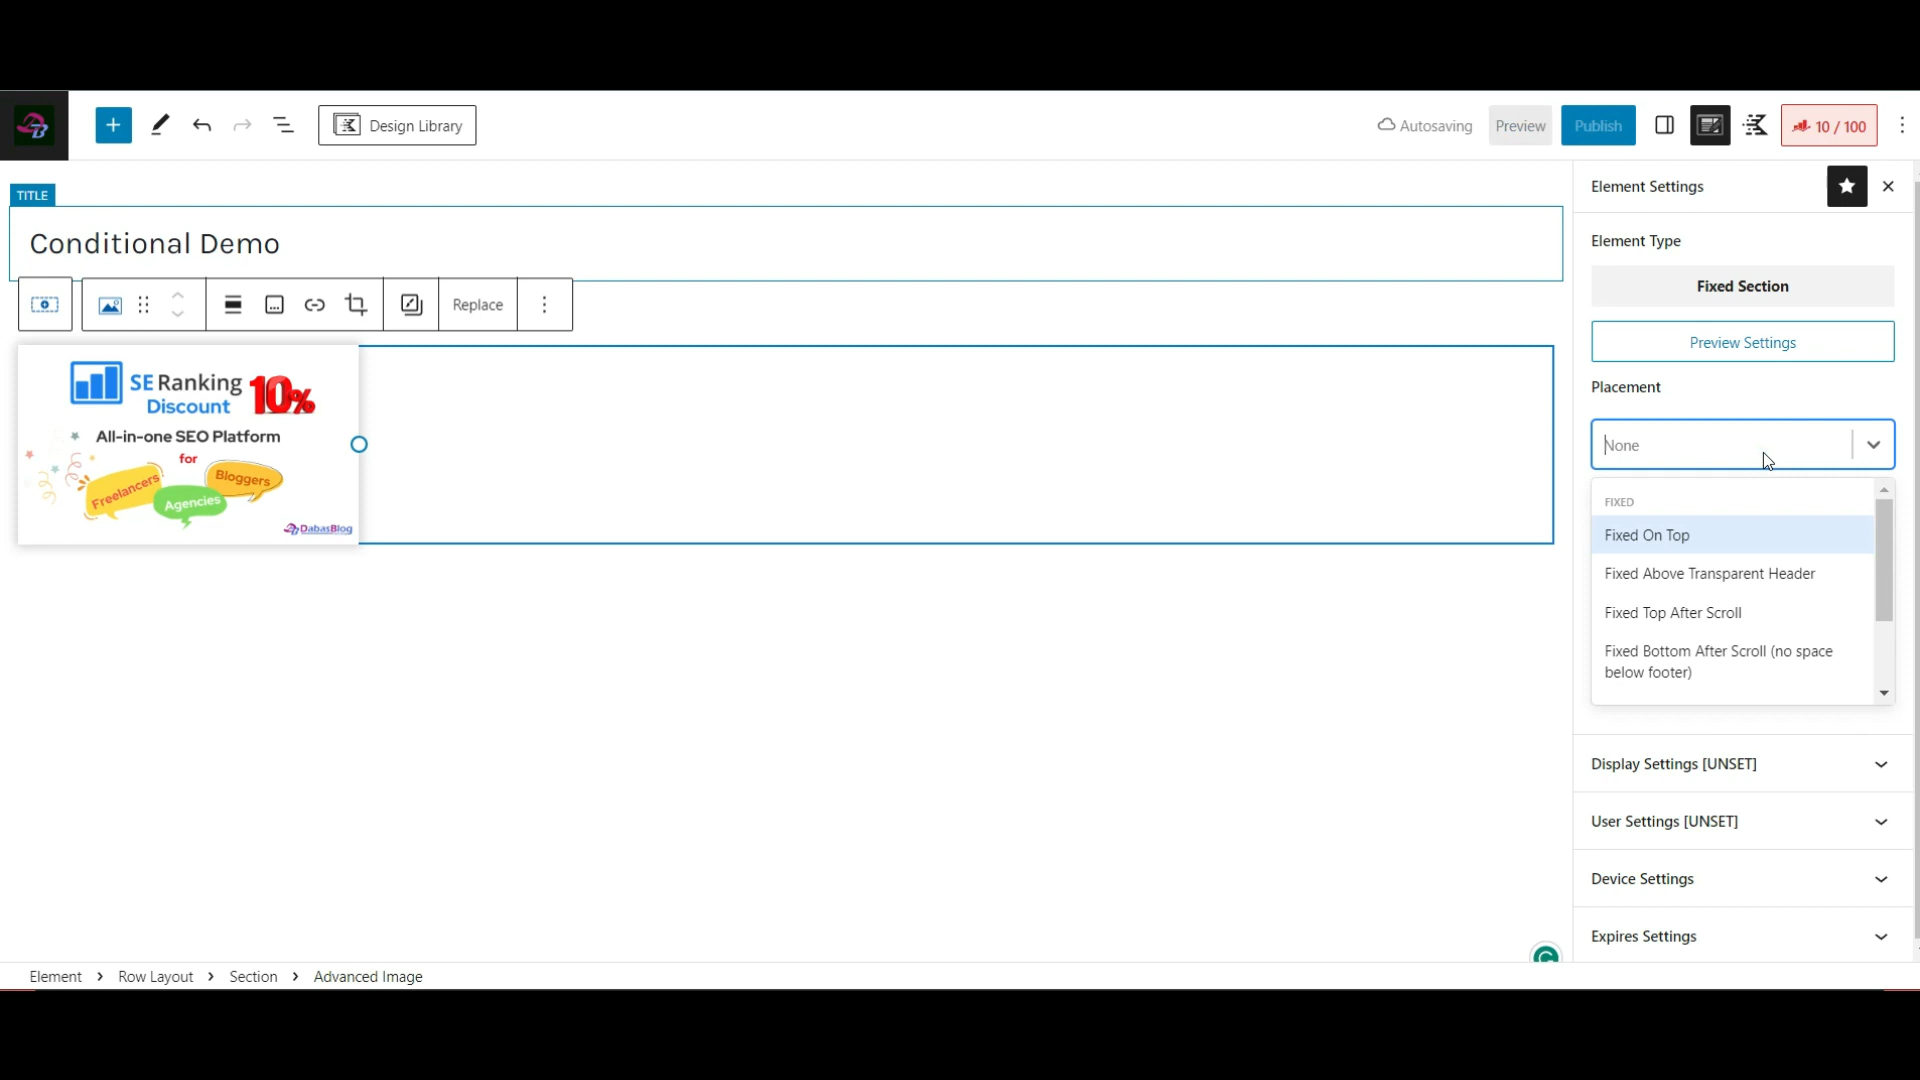 Design Library
Autosaving
Preview
Publish
10 / 100
TITLE
Conditional Demo
Replace
SE Ranking
Discount
10%
All-in-one SEO Platform
for
Freelancers
Agencies
Bloggers
DabasBlog
Element Settings
Element Type
Fixed Section
Preview Settings
Placement
None
FIXED
Fixed On Top
Fixed Above Transparent Header
Fixed Top After Scroll
Fixed Bottom After Scroll (no space
below footer)
Display Settings [UNSET]
User Settings [UNSET]
Device Settings
Expires Settings
Element > Row Layout > Section > Advanced Image